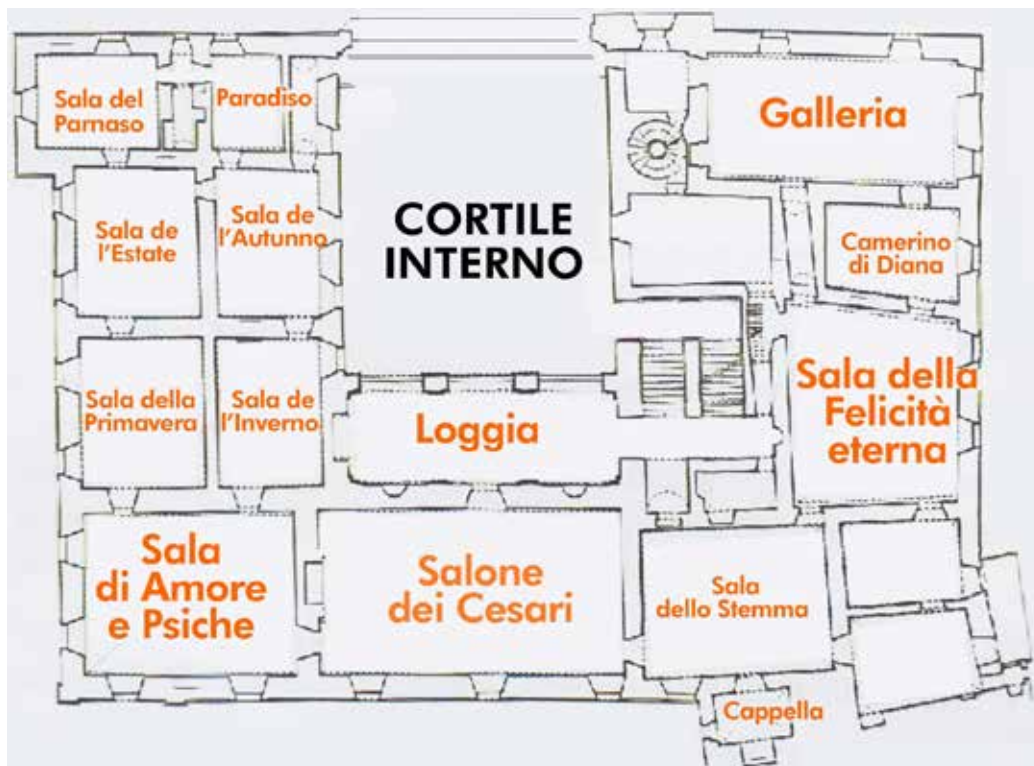 Sala del
Parnaso
Paradiso
Galleria
Sala de
l'Estate
Sala de
l'Autunno
CORTILE
INTERNO
Camerino
di Diana
Sala della
Primavera
Sala de
l'Inverno
Loggia
Sala della
Felicità
eterna
Sala
di Amore
e Psiche
Salone
dei Cesari
Sala
dello Stemma
Cappella